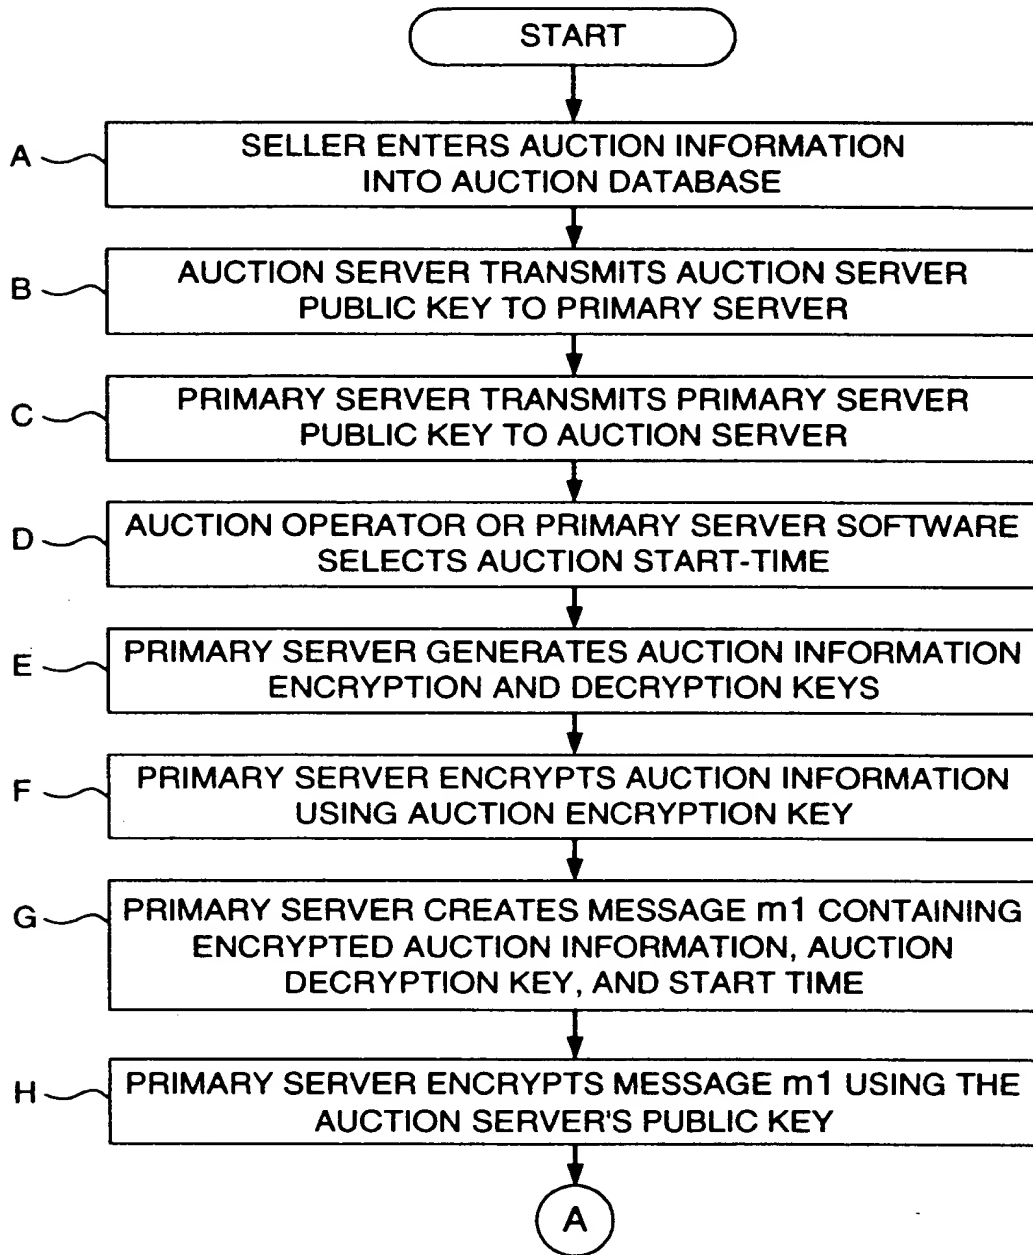 START
A
SELLER ENTERS AUCTION INFORMATION
INTO AUCTION DATABASE
B
AUCTION SERVER TRANSMITS AUCTION SERVER
PUBLIC KEY TO PRIMARY SERVER
C
PRIMARY SERVER TRANSMITS PRIMARY SERVER
PUBLIC KEY TO AUCTION SERVER
D
AUCTION OPERATOR OR PRIMARY SERVER SOFTWARE
SELECTS AUCTION START-TIME
E
PRIMARY SERVER GENERATES AUCTION INFORMATION
ENCRYPTION AND DECRYPTION KEYS
F
PRIMARY SERVER ENCRYPTS AUCTION INFORMATION
USING AUCTION ENCRYPTION KEY
G
PRIMARY SERVER CREATES MESSAGE m1 CONTAINING
ENCRYPTED AUCTION INFORMATION, AUCTION
DECRYPTION KEY, AND START TIME
H
PRIMARY SERVER ENCRYPTS MESSAGE m1 USING THE
AUCTION SERVER'S PUBLIC KEY
A